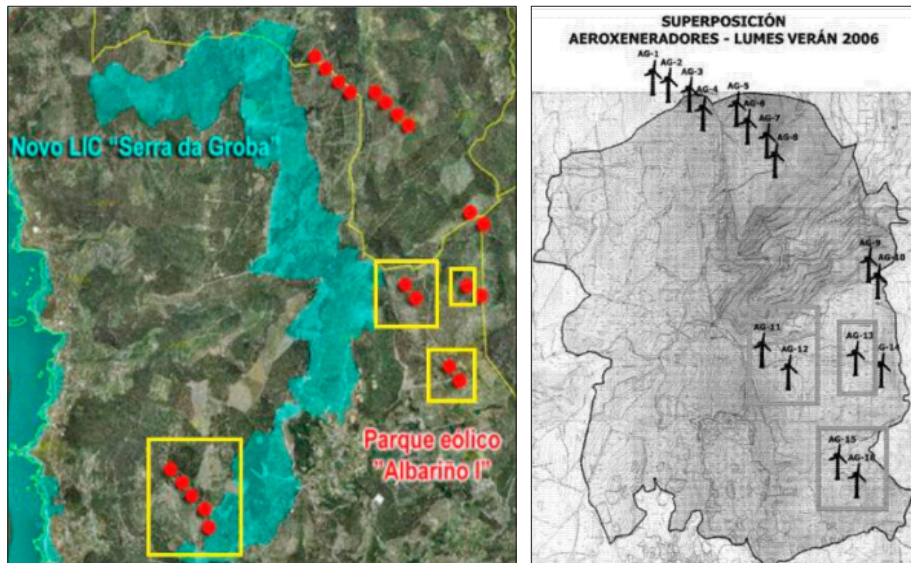 Novo LIC “Serra da Groba”
Parque eólico
"Albariño I"
SUPERPOSICIÓN
AEROXENERADORES - LUMES VERÁN 2006
AG-1
AG-2
AG-3
AG-4
AG-5
AG-6
AG-7
AG-8
AG-9
AG-10
AG-11
AG-12
AG-13
G-14
AG-15
AG-16